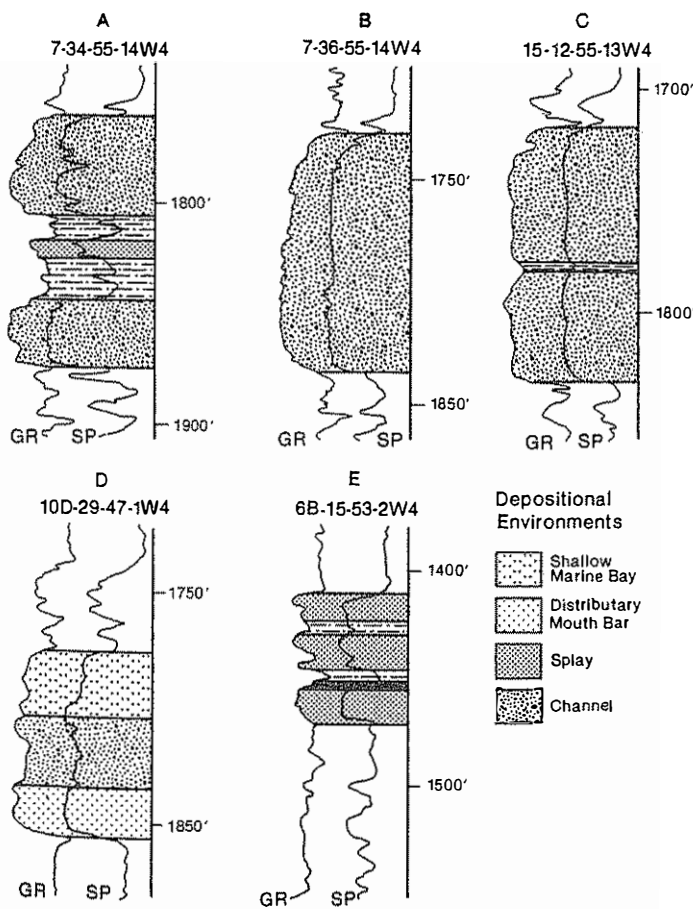 A
7-34-55-14W4
1800'
1900'
GR SP
B
7-36-55-14W4
1750'
1650'
GR SP
C
15-12-55-13W4
1700'
1800'
GR SP
D
10D-29-47-1W4
1750'
1850'
GR SP
E
6B-15-53-2W4
1400'
1500'
GR SP
Depositional
Environments
Shallow
Marine Bay
Distributary
Mouth Bar
Splay
Channel